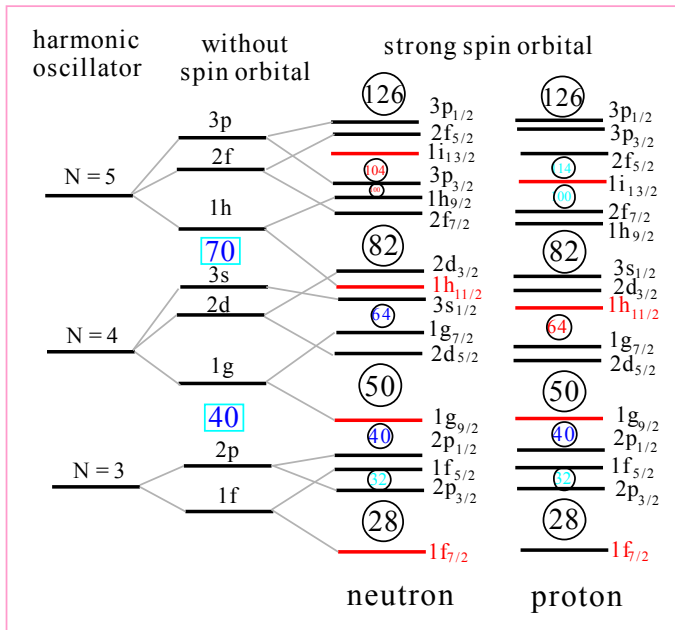 harmonic oscillator
without spin orbital
strong spin orbital
126
126
3p
2f
1h
N = 5
3p1/2
2f5/2
1i13/2
104
3p3/2
1h9/2
2f7/2
3p1/2
3p3/2
2f5/2
114
1i13/2
2f7/2
1h9/2
70
82
82
3s
2d
1g
N = 4
2d3/2
1h11/2
3s1/2
64
1g7/2
2d5/2
3s1/2
2d3/2
1h11/2
64
1g7/2
2d5/2
40
50
50
1g9/2
40
1g9/2
40
2p
1f
N = 3
2p1/2
1f5/2
32
2p3/2
2p1/2
1f5/2
32
2p3/2
28
28
1f7/2
1f7/2
neutron
proton